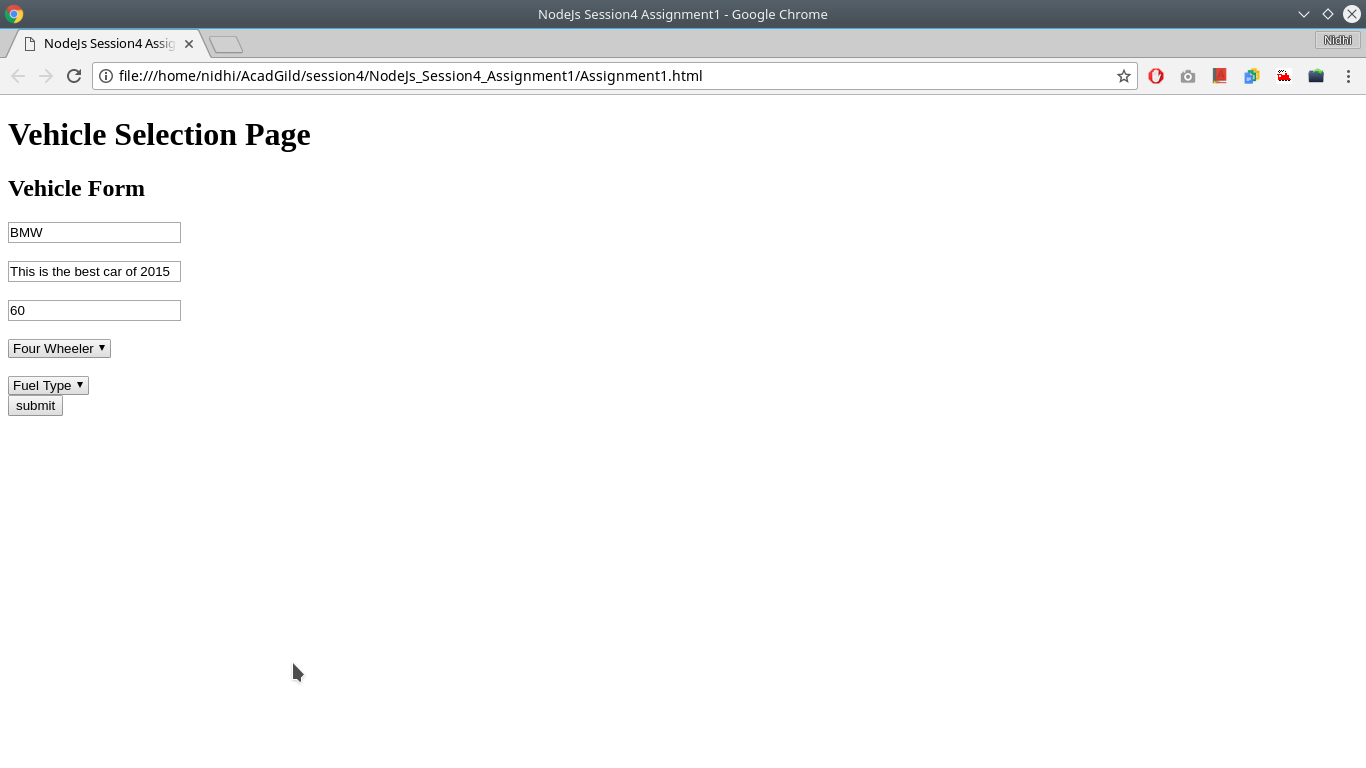 NodeJs Session4 Assignment1 - Google Chrome
NodeJs Session4 Assig
Nidhi
file:///home/nidhi/AcadGild/session4/NodeJs_Session4_Assignment1/Assignment1.html
Vehicle Selection Page
Vehicle Form
BMW
This is the best car of 2015
60
Four Wheeler
Fuel Type
submit